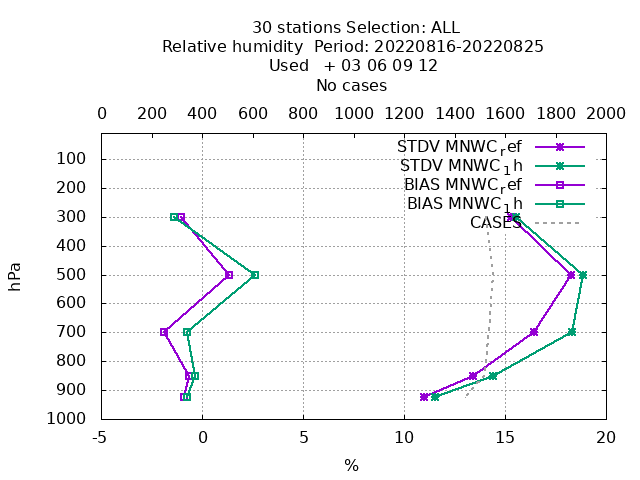 30 stations Selection: ALL
Relative humidity  Period: 20220816-20220825
Used   + 03 06 09 12
No cases
0 200 400 600 800 1000 1200 1400 1600 1800 2000
STDV MNWC_ref
STDV MNWC_1h
BIAS MNWC_ref
BIAS MNWC_1h
CASES
100
200
300
400
500
600
700
800
900
1000
hPa
-5 0 5 10 15 20
%